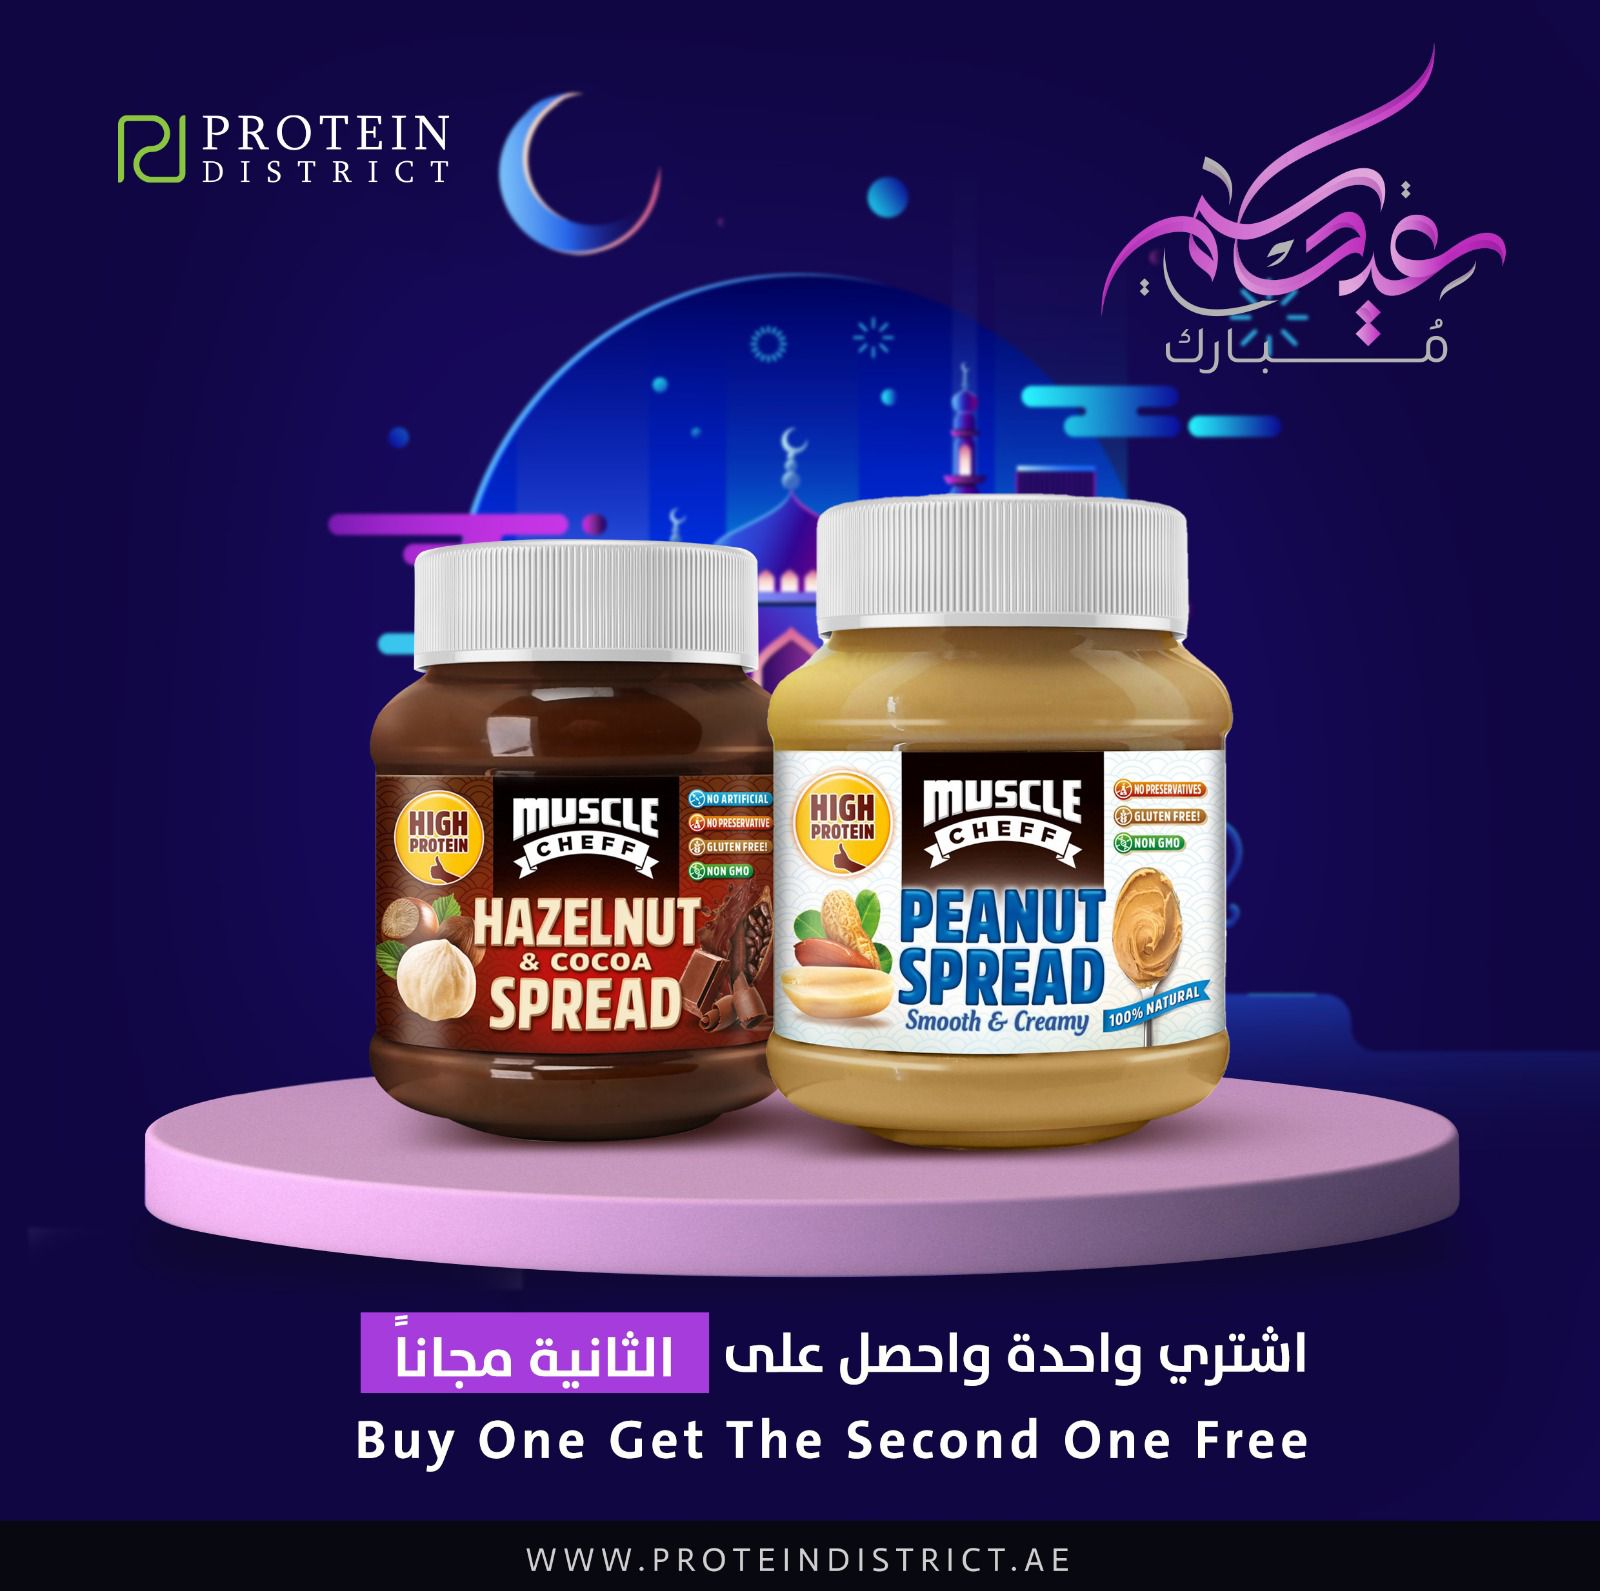 PROTEIN
DISTRICT
عيدكم
مُبارك
HIGH
PROTEIN
MUSCLE
CHEFF
NO ARTIFICIAL
NO PRESERVATIVE
GLUTEN FREE!
NON GMO
HAZELNUT
& COCOA
SPREAD
HIGH
PROTEIN
MUSCLE
CHEFF
NO PRESERVATIVES
GLUTEN FREE!
NON GMO
PEANUT
SPREAD
Smooth & Creamy
100% NATURAL
اشتري واحدة واحصل على الثانية مجاناً
Buy One Get The Second One Free
WWW.PROTEINDISTRICT.AE